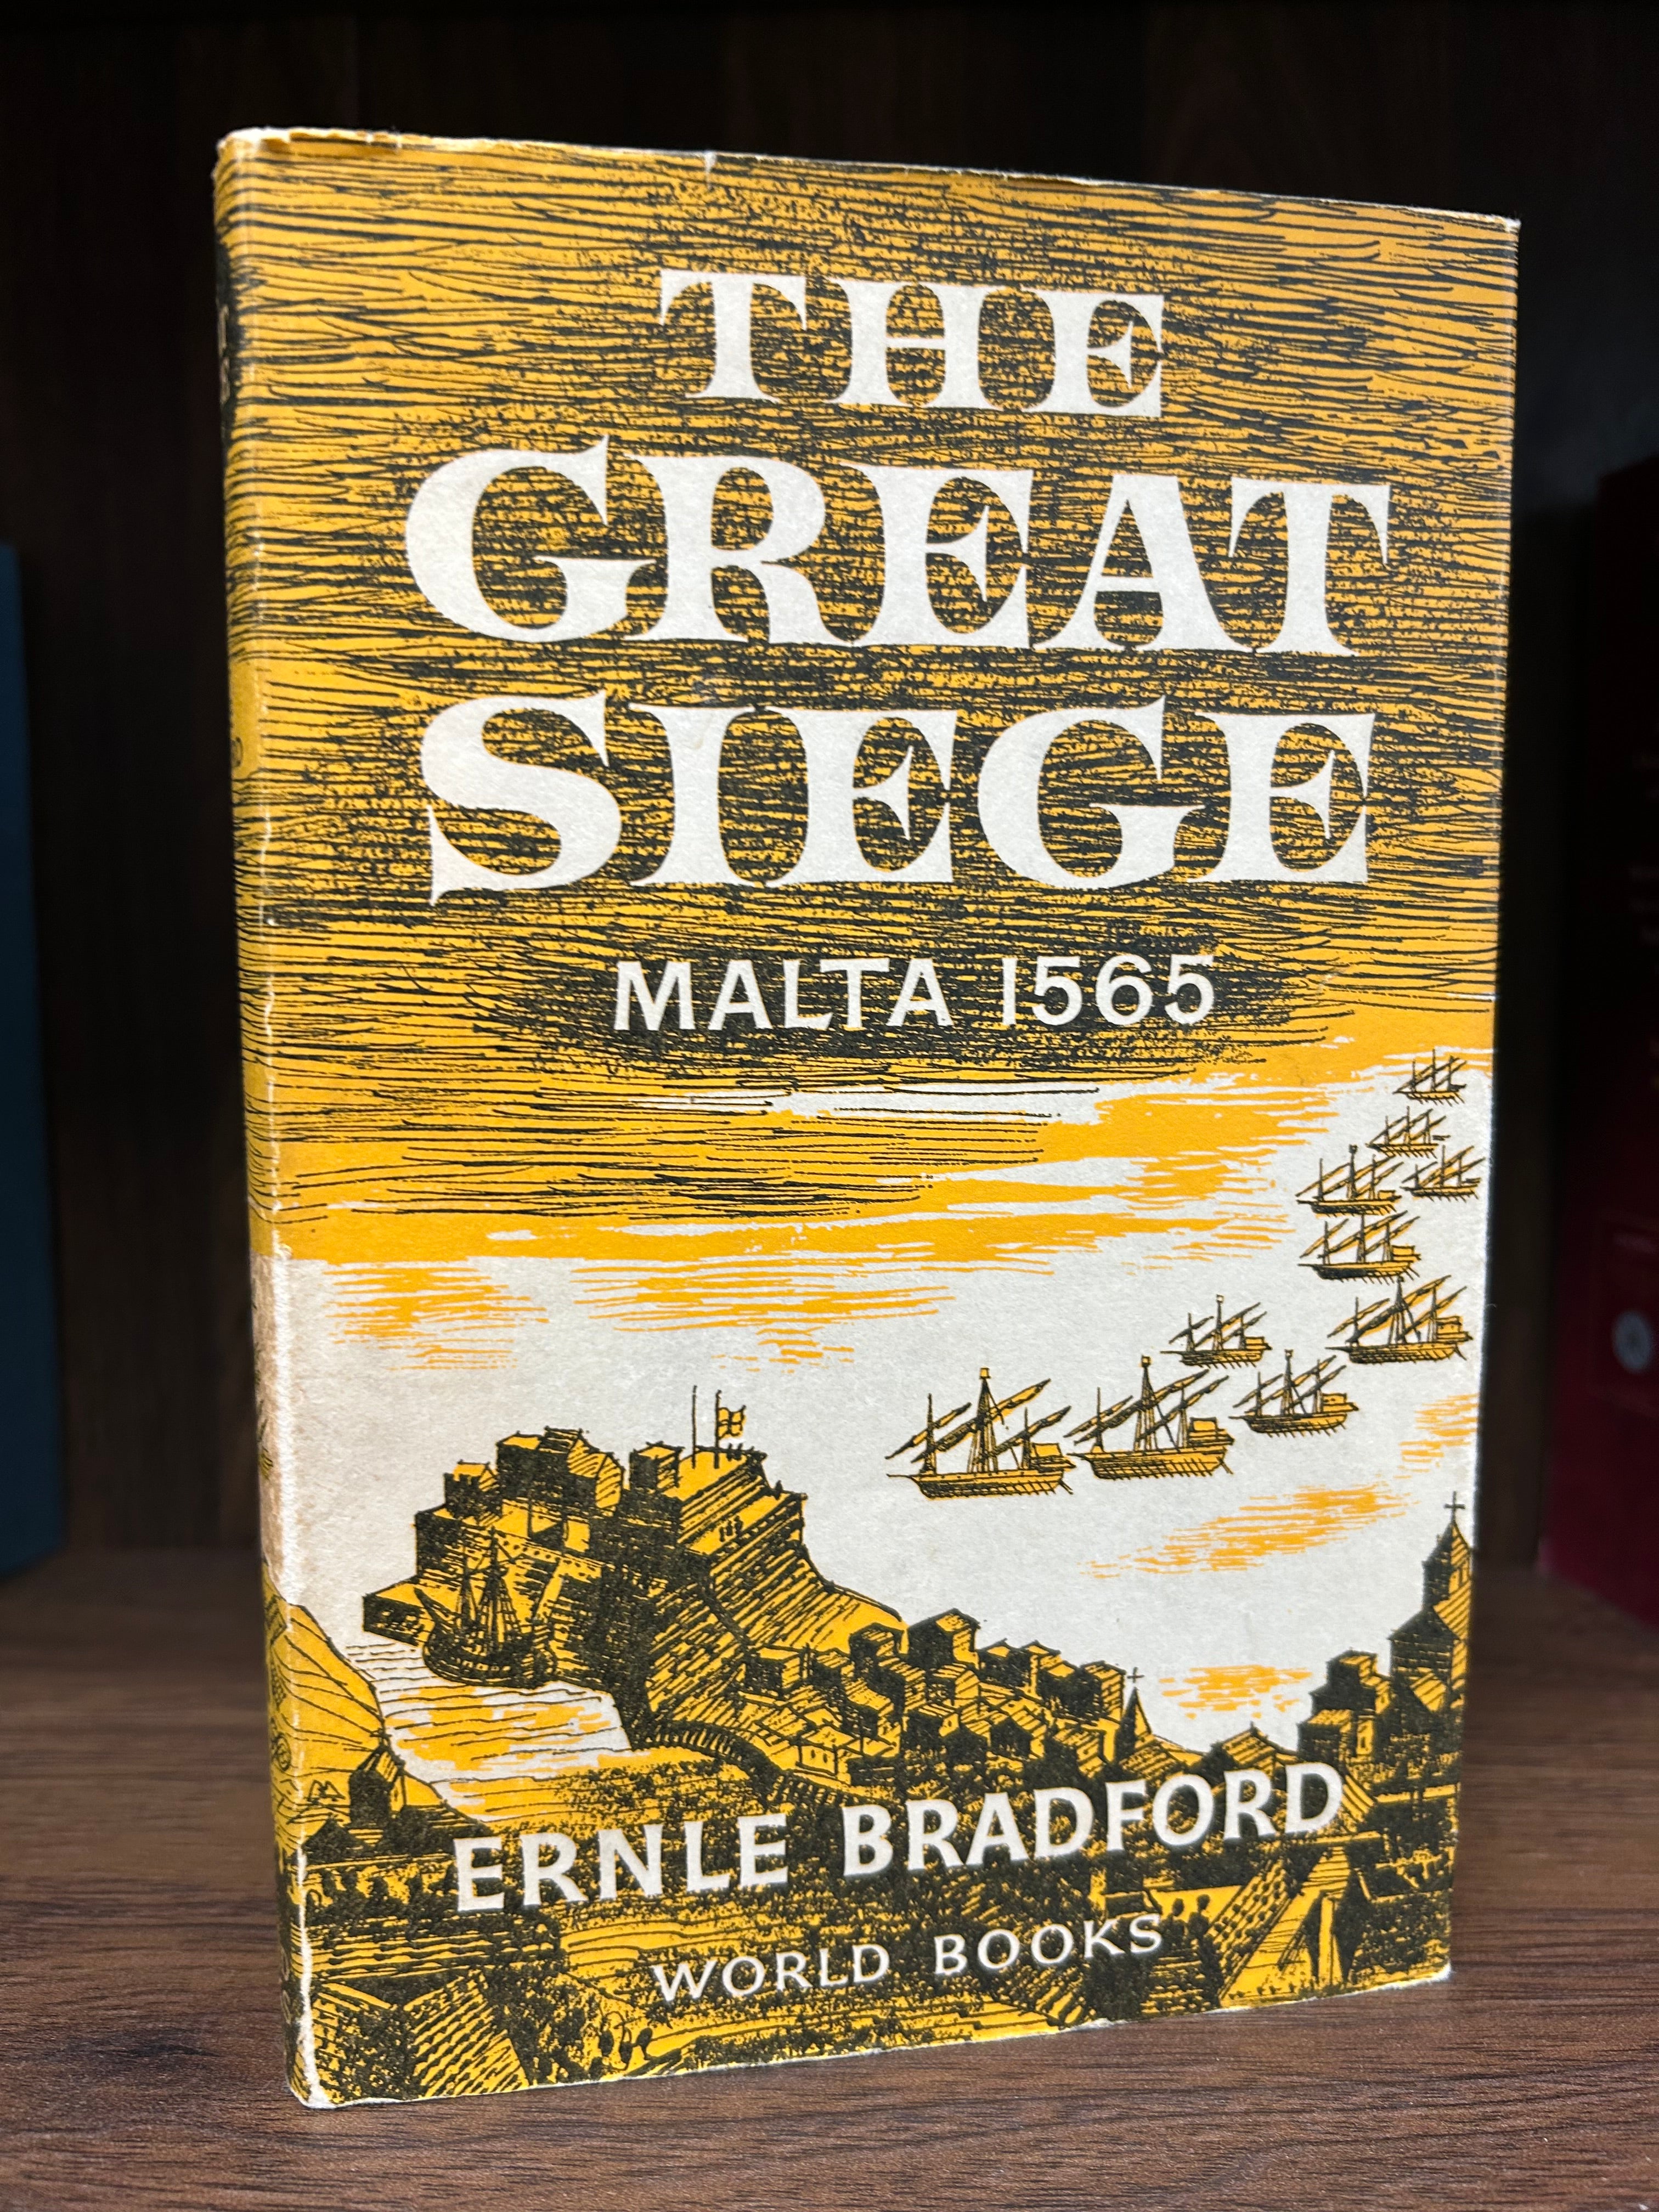 THE
GREAT
SIEGE
MALTA 1565
ERNLE BRADFORD
WORLD BOOKS